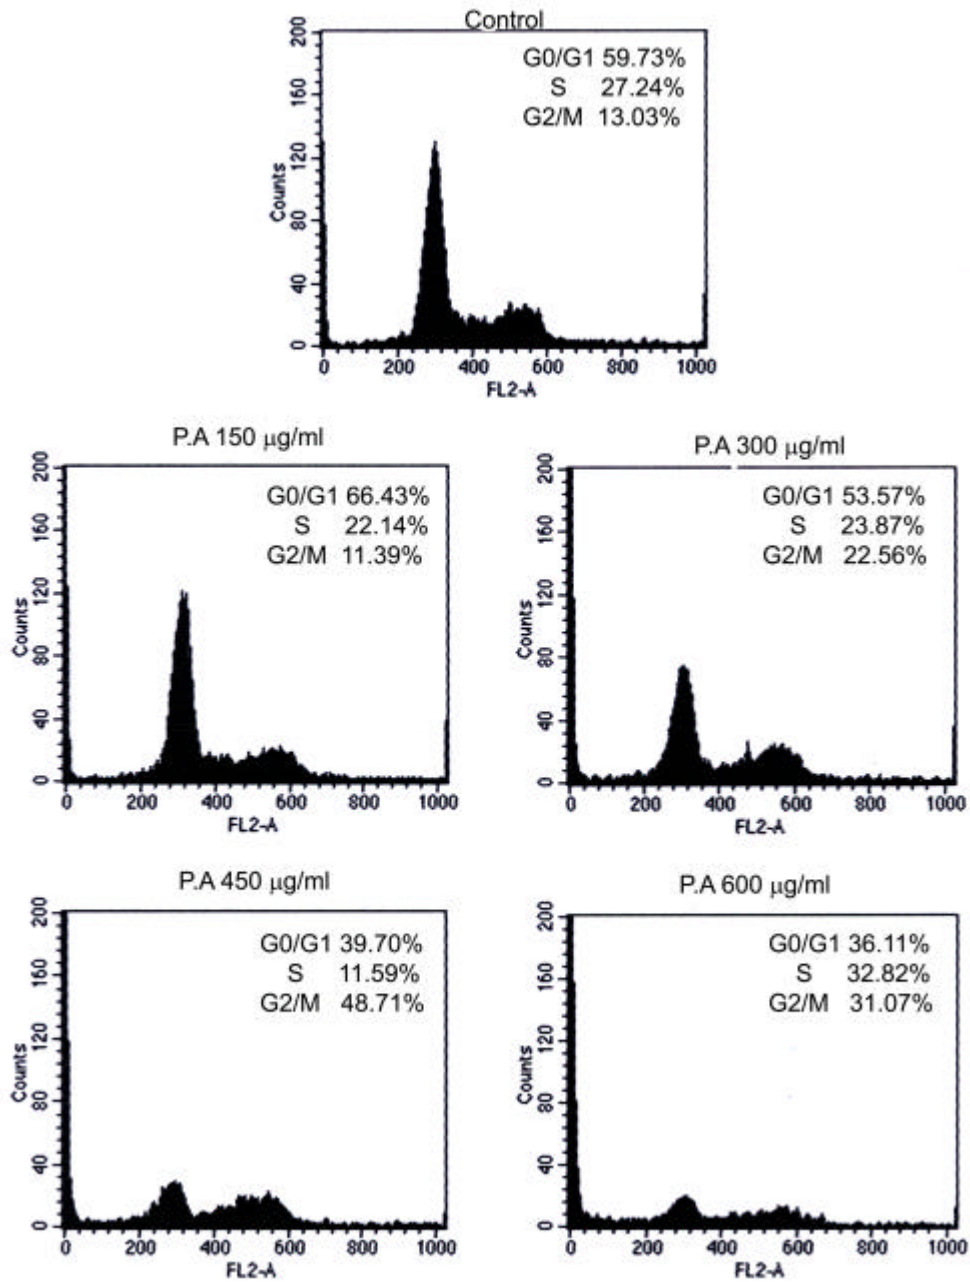 Control
G0/G1 59.73%
S 27.24%
G2/M 13.03%
200
160
120
80
40
0
Counts
0 200 400 600 800 1000
FL2-A
P.A 150 µg/ml
G0/G1 66.43%
S 22.14%
G2/M 11.39%
200
160
120
80
40
0
Counts
0 200 400 600 800 1000
FL2-A
P.A 300 µg/ml
G0/G1 53.57%
S 23.87%
G2/M 22.56%
200
160
120
80
40
0
Counts
0 200 400 600 800 1000
FL2-A
P.A 450 µg/ml
G0/G1 39.70%
S 11.59%
G2/M 48.71%
200
160
120
80
40
0
Counts
0 200 400 600 800 1000
FL2-A
P.A 600 µg/ml
G0/G1 36.11%
S 32.82%
G2/M 31.07%
200
160
120
80
40
0
Counts
0 200 400 600 800 1000
FL2-A